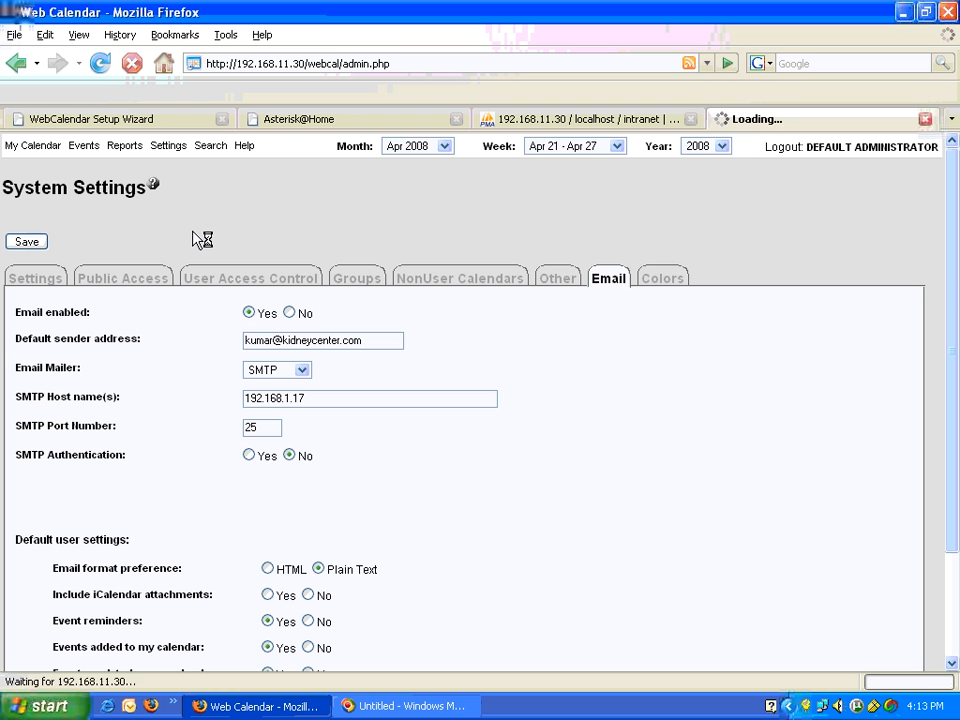 Web Calendar - Mozilla Firefox
File Edit View History Bookmarks Tools Help
http://192.168.11.30/webcal/admin.php
G Google
WebCalendar Setup Wizard
Asterisk@Home
PMA 192.168.11.30 / localhost / intranet | ...
Loading...
My Calendar Events Reports Settings Search Help
Month: Apr 2008
Week: Apr 21 - Apr 27
Year: 2008
Logout: DEFAULT ADMINISTRATOR
System Settings
Save
Settings Public Access User Access Control Groups NonUser Calendars Other Email Colors
Email enabled: Yes No
Default sender address: kumar@kidneycenter.com
Email Mailer: SMTP
SMTP Host name(s): 192.168.1.17
SMTP Port Number: 25
SMTP Authentication: Yes No
Default user settings:
Email format preference: HTML Plain Text
Include iCalendar attachments: Yes No
Event reminders: Yes No
Events added to my calendar: Yes No
Waiting for 192.168.11.30...
start
Web Calendar - Mozill...
Untitled - Windows M...
4:13 PM